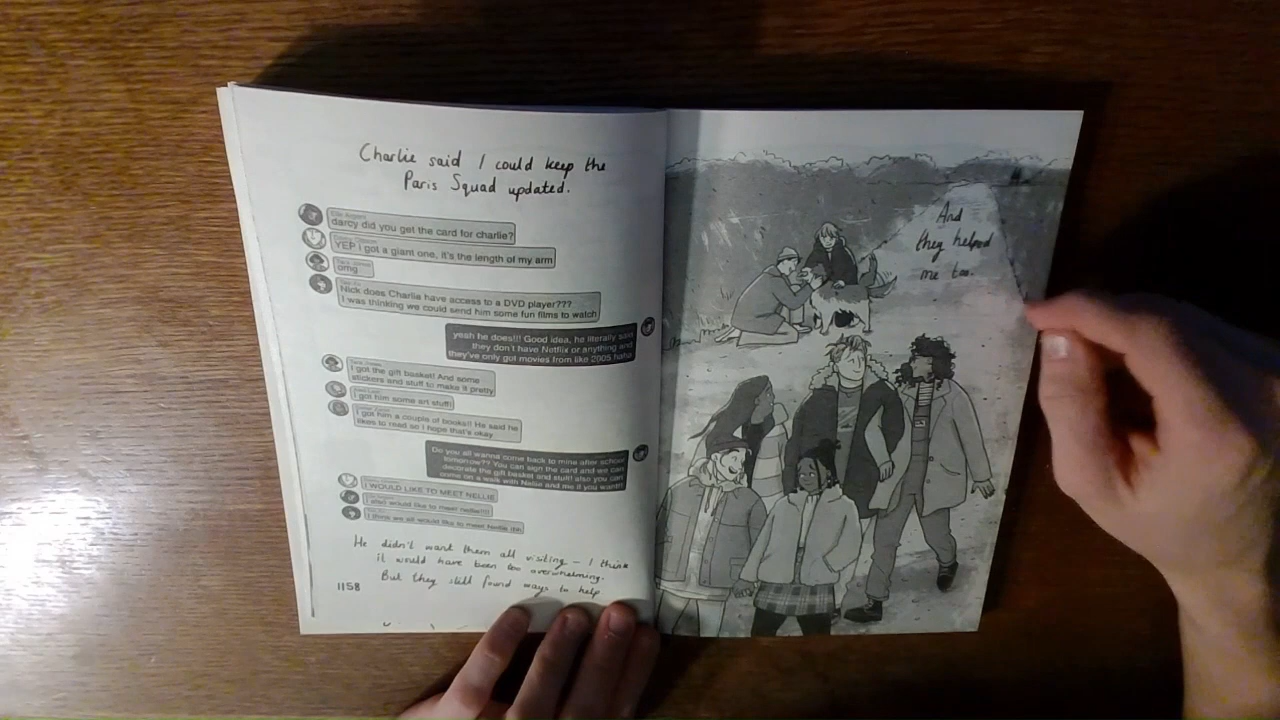 Charlie said I could keep the
Paris Squad updated.
Elle Argent
darcy did you get the card for charlie?
YEP i got a giant one, it's the length of my arm
omg
Nick does Charlie have access to a DVD player???
I was thinking we could send him some fun films to watch
yeah he does!!! Good idea, he literally said
they don't have Netflix or anything and
they've only got movies from like 2005 haha
I got the gift basket! And some
stickers and stuff to make it pretty
I got him some art stuff!
I got him a couple of books!! He said he
likes to read so I hope that's okay
Do you all wanna come back to mine after school
tomorrow?? You can sign the card and we can
decorate the gift basket and stuff! also you can
come on a walk with Nellie and me if you want!!
I WOULD LIKE TO MEET NELLIE
I also would like to meet nellie!!!!
I think we all would like to meet Nellie
He didn't want them all visiting – I think
it would have been too overwhelming.
But they still found ways to help
1158
And
they helped
me too.